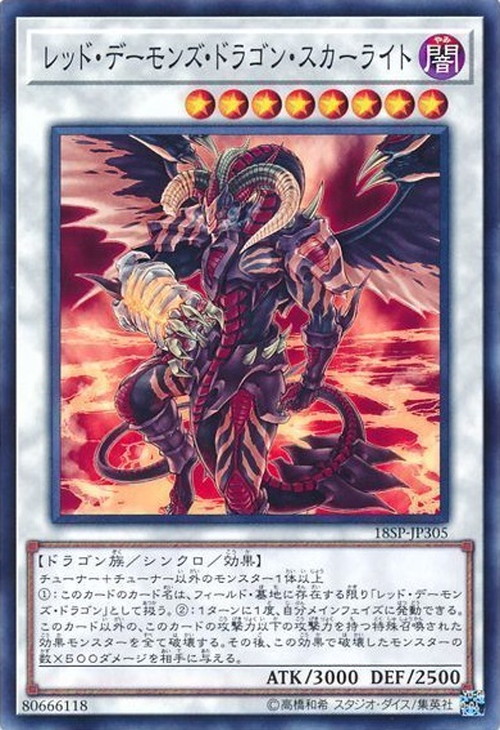 レッド・デーモンズ・ドラゴン・スカーライト
闇
18SP-JP305
【ドラゴン族／シンクロ／効果】
チューナー＋チューナー以外のモンスター1体以上
①：このカードのカード名は、フィールド・墓地に存在する限り「レッド・デーモン
ズ・ドラゴン」として扱う。②：1ターンに1度、自分メインフェイズに発動できる。
このカード以外の、このカードの攻撃力以下の攻撃力を持つ特殊召喚された
効果モンスターを全て破壊する。その後、この効果で破壊したモンスターの
数×500ダメージを相手に与える。
ATK/3000 DEF/2500
80666118
©高橋和希 スタジオ・ダイス/集英社